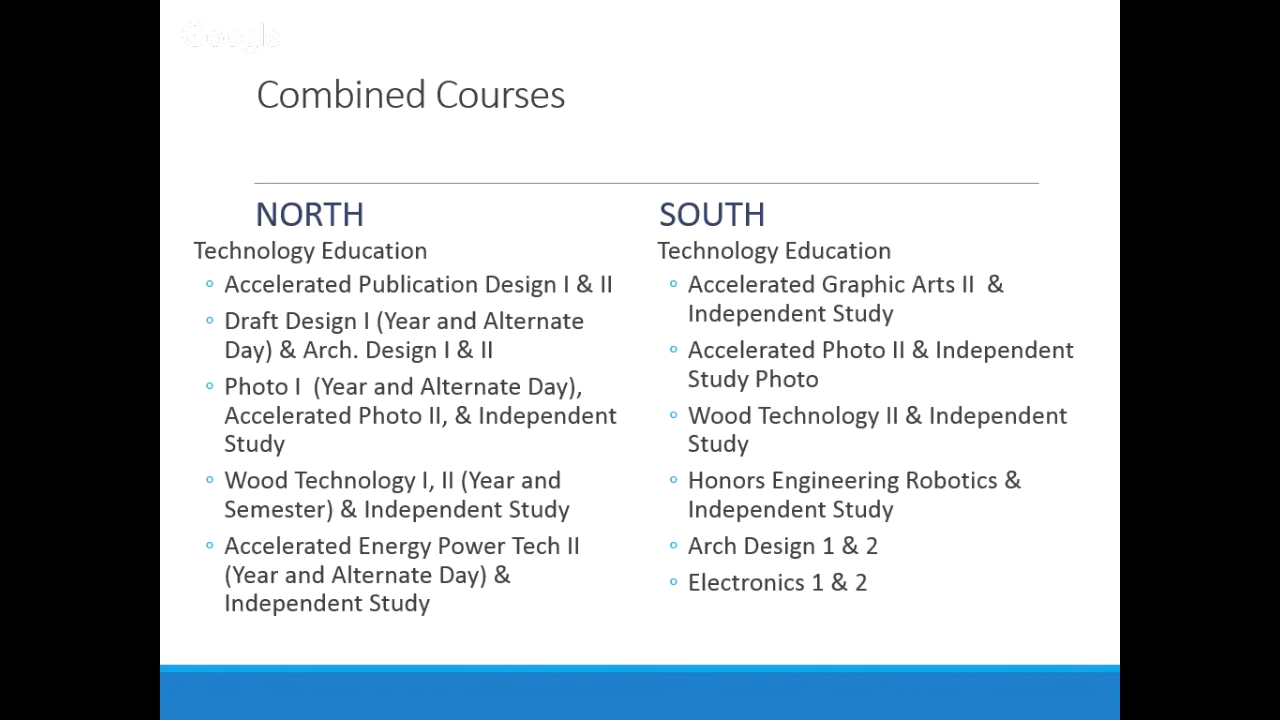 Google
Combined Courses
NORTH
Technology Education
Accelerated Publication Design I & II
Draft Design I (Year and Alternate
Day) & Arch. Design I & II
Photo I (Year and Alternate Day),
Accelerated Photo II, & Independent
Study
Wood Technology I, II (Year and
Semester) & Independent Study
Accelerated Energy Power Tech II
(Year and Alternate Day) &
Independent Study
SOUTH
Technology Education
Accelerated Graphic Arts II &
Independent Study
Accelerated Photo II & Independent
Study Photo
Wood Technology II & Independent
Study
Honors Engineering Robotics &
Independent Study
Arch Design 1 & 2
Electronics 1 & 2